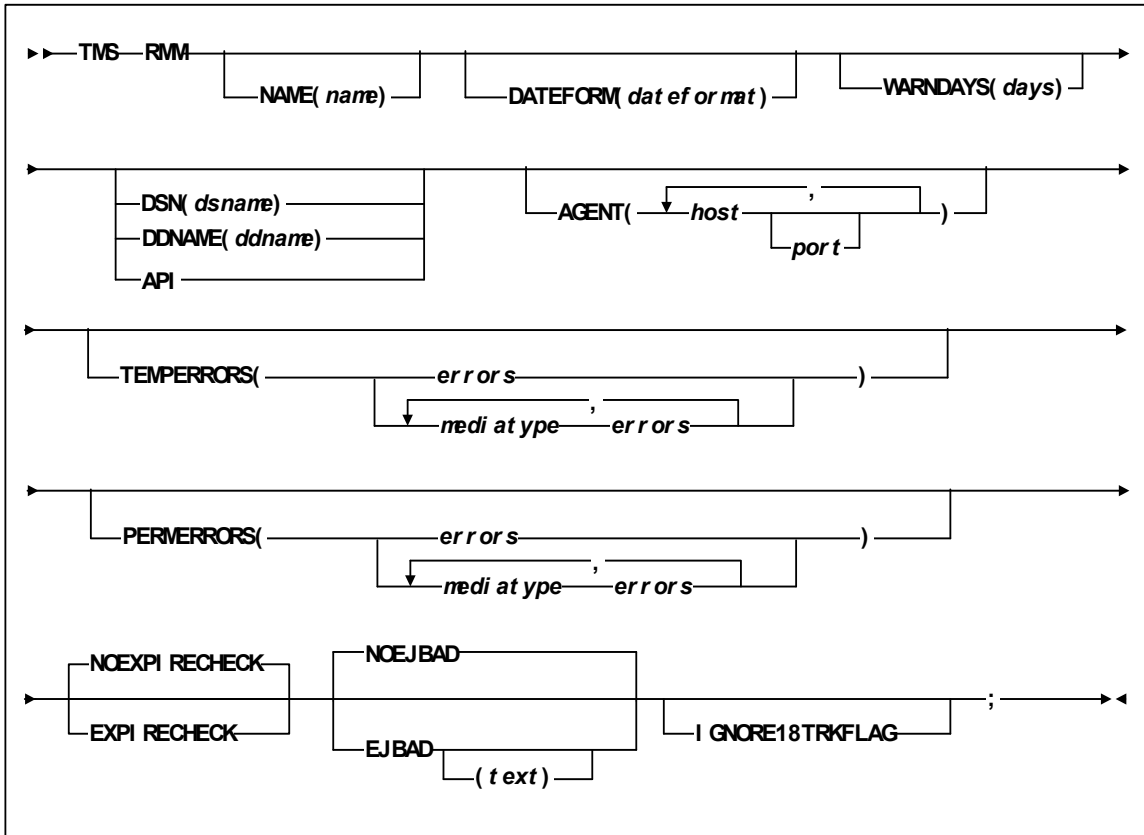 TMS RMM
NAME(name)
DATEFORM(dateformat)
WARNDAYS(days)
DSN(dsname)
DDNAME(ddname)
API
AGENT( host , )
port
TEMPERRORS( errors )
,
mediatype errors
PERMERRORS( errors )
,
mediatype errors
NOEXPIRECHECK
EXPIRECHECK
NOEJBAD
EJBAD
(text)
IGNORE18TRKFLAG
;